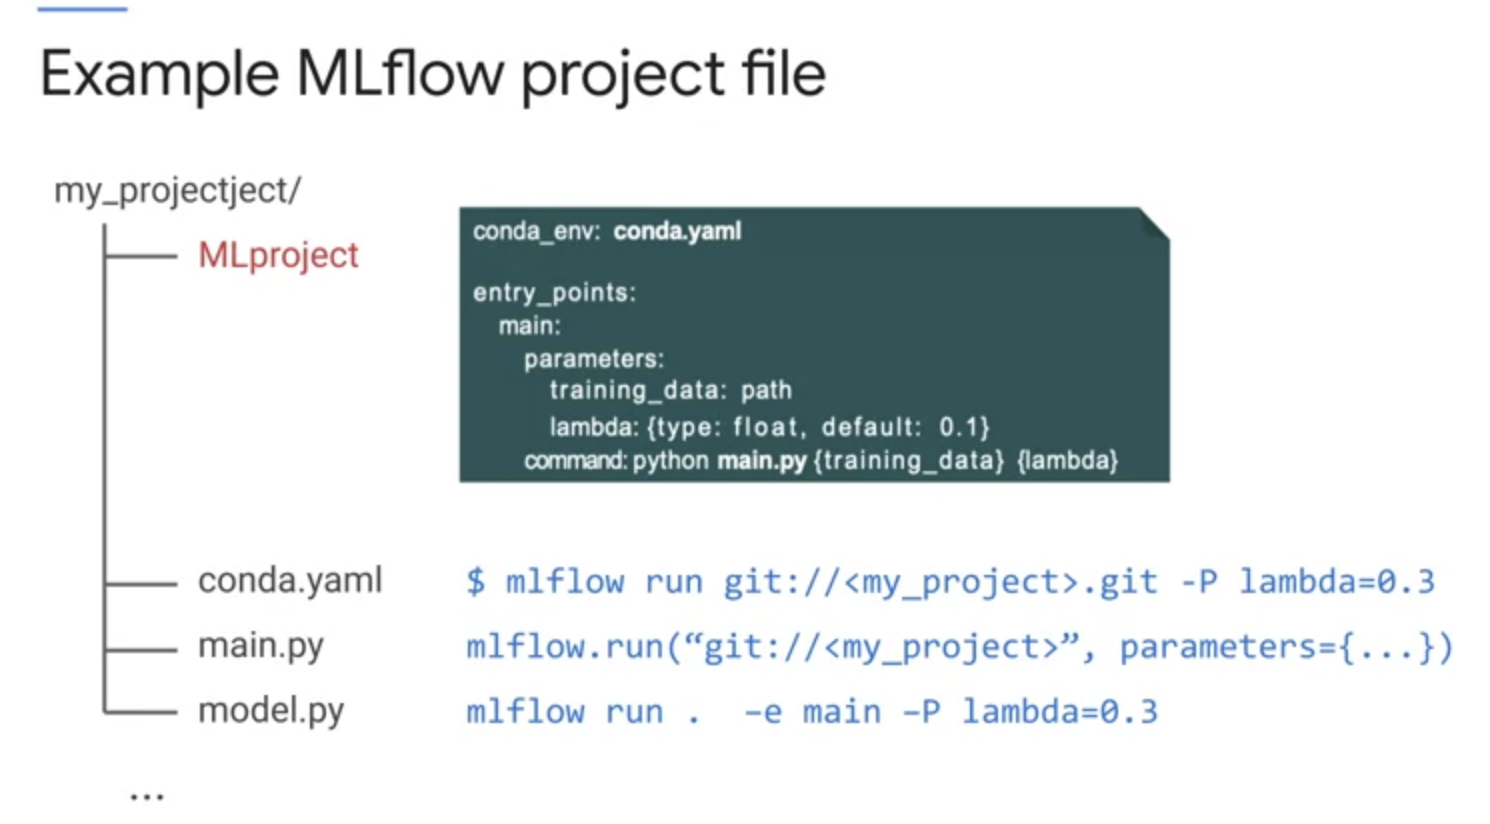 Example MLflow project file
my_projectject/
MLproject
conda_env: conda.yaml
entry_points:
main:
parameters:
training_data: path
lambda: {type: float, default: 0.1}
command: python main.py {training_data} {lambda}
conda.yaml
$ mlflow run git://<my_project>.git -P lambda=0.3
main.py
mlflow.run(“git://<my_project>”, parameters={...})
model.py
mlflow run . –e main –P lambda=0.3
...